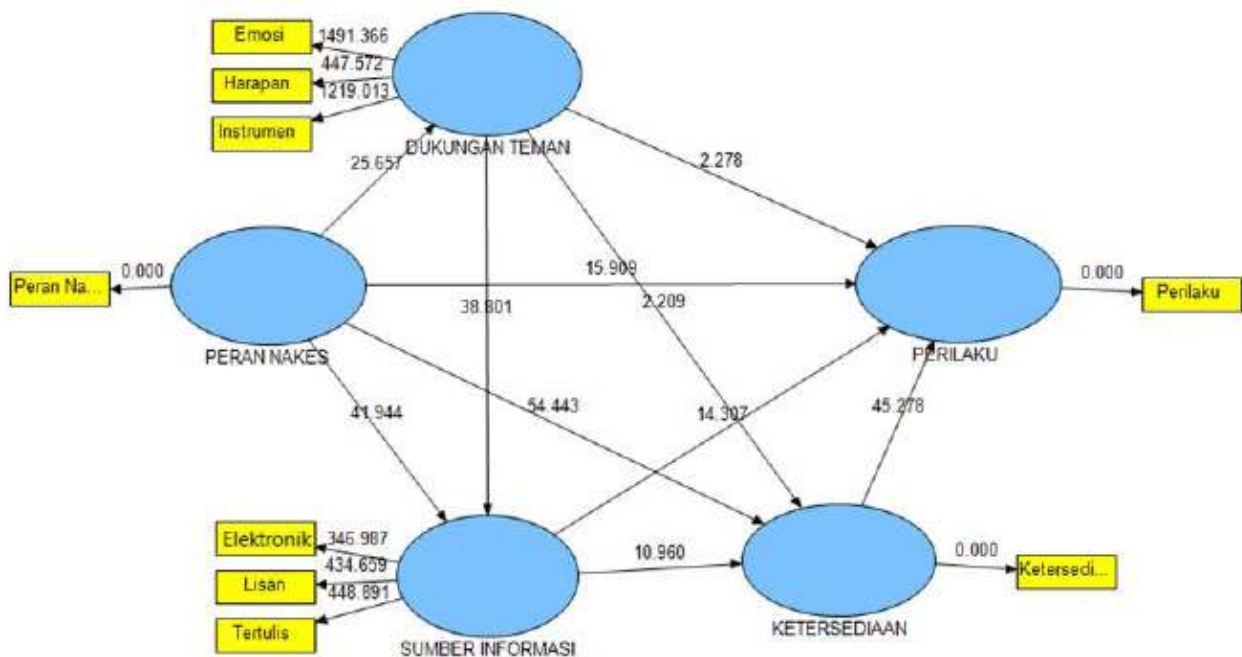 Emosi
1491.366
Harapan
447.572
Instrumen
1219.013
DUKUNGAN TEMAN
25.657
2.278
Peran Na...
0.000
PERAN NAKES
15.909
38.801
2.209
0.000
Perilaku
PERILAKU
41.944
54.443
14.307
45.278
Elektronik
346.987
Lisan
434.659
Tertulis
448.891
SUMBER INFORMASI
10.960
KETERSEDIAAN
0.000
Ketersedi...